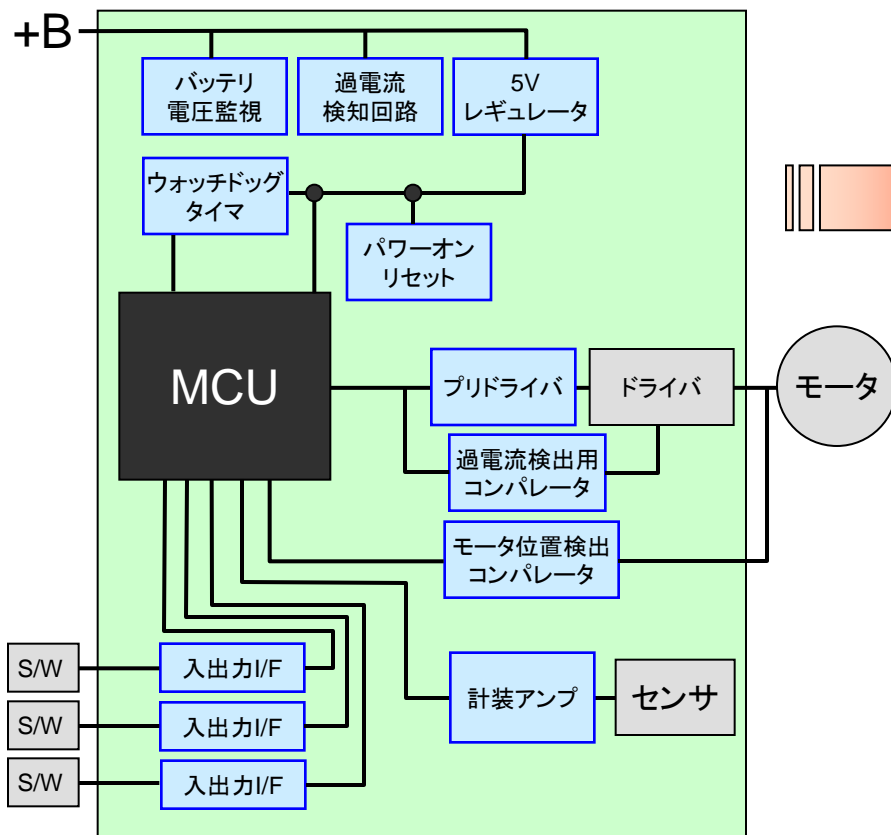 +B
バッテリ
電圧監視
過電流
検知回路
5V
レギュレータ
ウォッチドッグ
タイマ
パワーオン
リセット
MCU
プリドライバ
ドライバ
モータ
過電流検出用
コンパレータ
モータ位置検出
コンパレータ
S/W
入出力I/F
計装アンプ
センサ
S/W
入出力I/F
S/W
入出力I/F